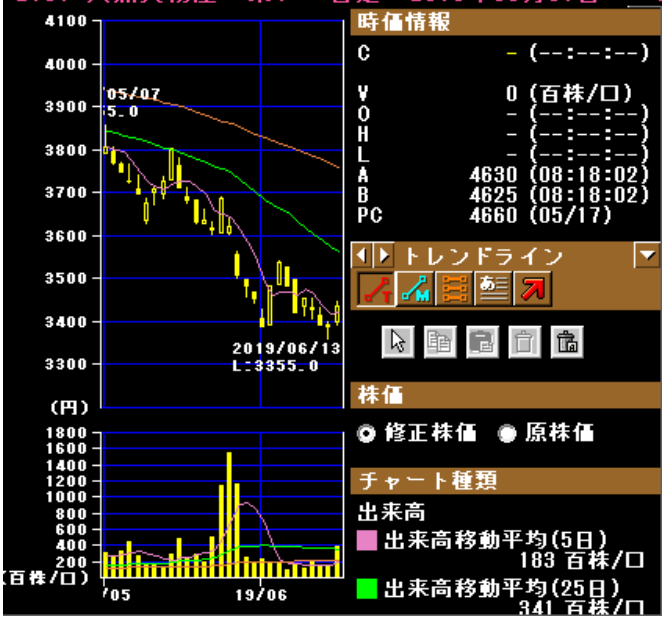 4100
4000
3900
3800
3700
3600
3500
3400
3300
(円)
'05/07
5.0
2019/06/13
L:3355.0
1800
1600
1400
1200
1000
800
600
400
200
(百株/口)
'05
19/06
時価情報
C - (--:--:--)
V 0 (百株/口)
O - (--:--:--)
H - (--:--:--)
L - (--:--:--)
A 4630 (08:18:02)
B 4625 (08:18:02)
PC 4660 (05/17)
トレンドライン
T
M
あ
株価
修正株価
原株価
チャート種類
出来高
出来高移動平均(5日)
183 百株/口
出来高移動平均(25日)
341 百株/口